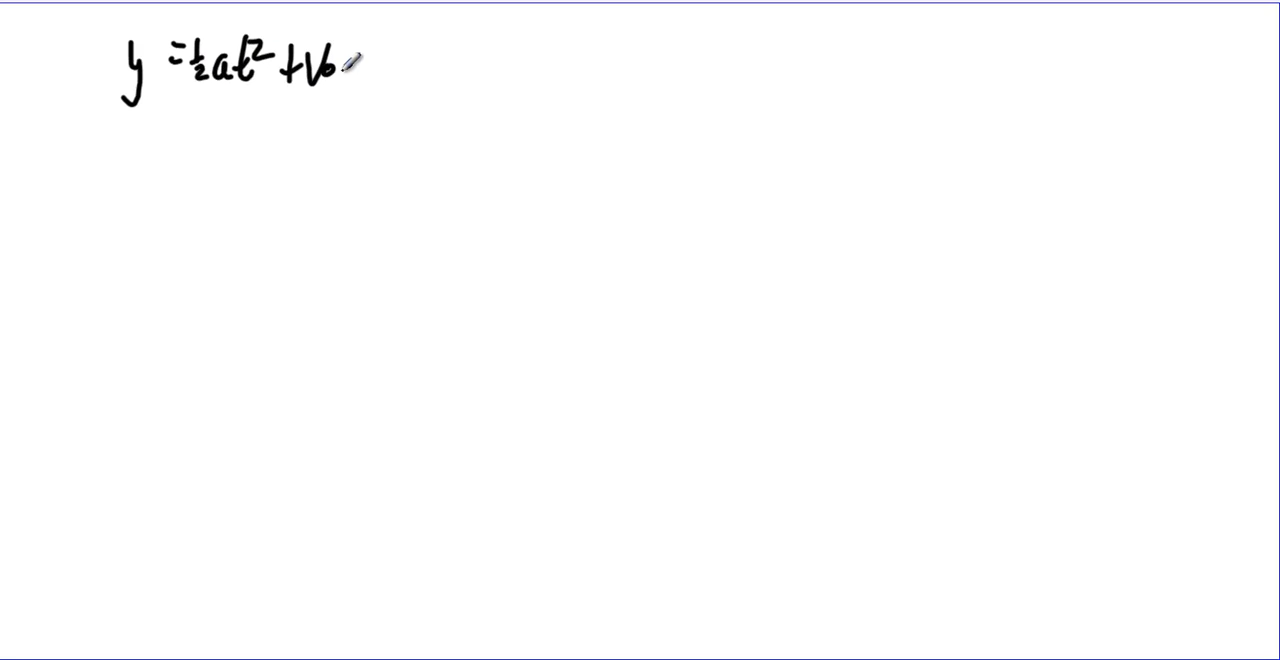 y = ½at² + v₀